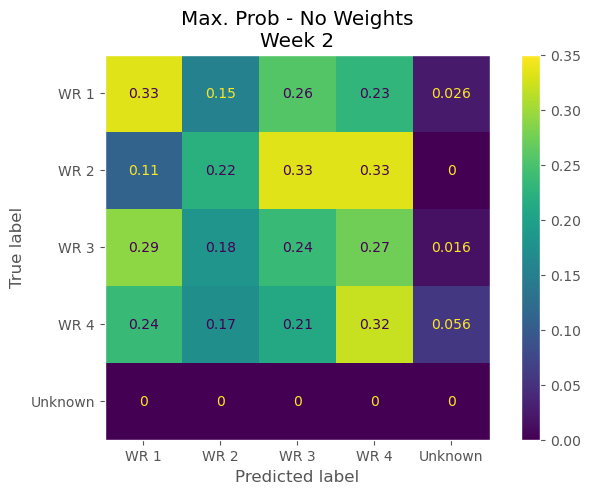 Max. Prob - No Weights
Week 2
True label
WR 1 0.33 0.15 0.26 0.23 0.026
WR 2 0.11 0.22 0.33 0.33 0
WR 3 0.29 0.18 0.24 0.27 0.016
WR 4 0.24 0.17 0.21 0.32 0.056
Unknown 0 0 0 0 0
WR 1 WR 2 WR 3 WR 4 Unknown
Predicted label
0.35
0.30
0.25
0.20
0.15
0.10
0.05
0.00